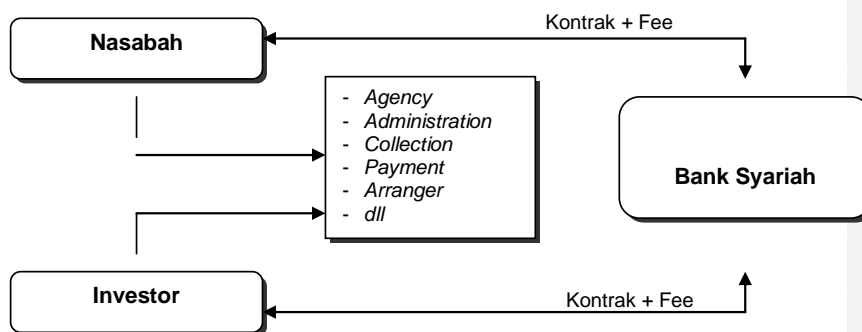 Kontrak + Fee
Nasabah
- Agency
- Administration
- Collection
- Payment
- Arranger
- dll
Bank Syariah
Investor
Kontrak + Fee